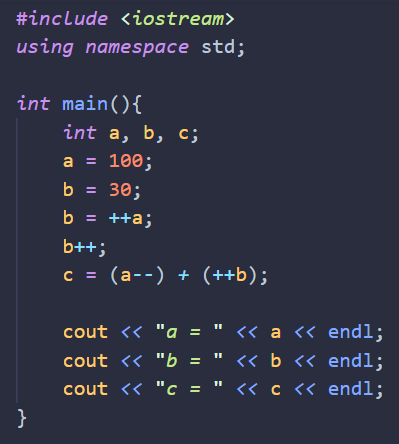 #include <iostream>
using namespace std;

int main(){
    int a, b, c;
    a = 100;
    b = 30;
    b = ++a;
    b++;
    c = (a--) + (++b);

    cout << "a = " << a << endl;
    cout << "b = " << b << endl;
    cout << "c = " << c << endl;
}